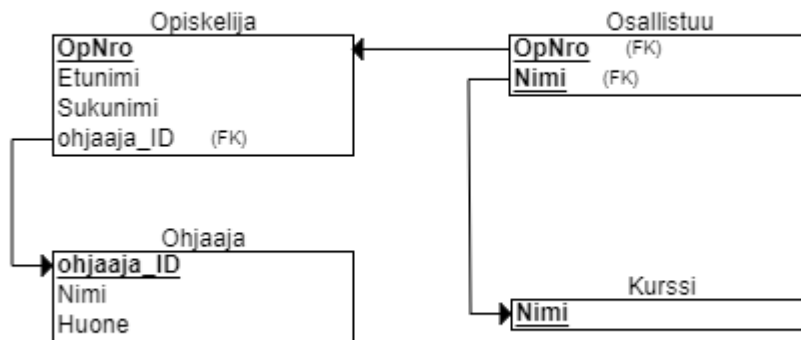 Opiskelija
OpNro
Etunimi
Sukunimi
ohjaaja_ID (FK)
Ohjaaja
ohjaaja_ID
Nimi
Huone
Osallistuu
OpNro (FK)
Nimi (FK)
Kurssi
Nimi